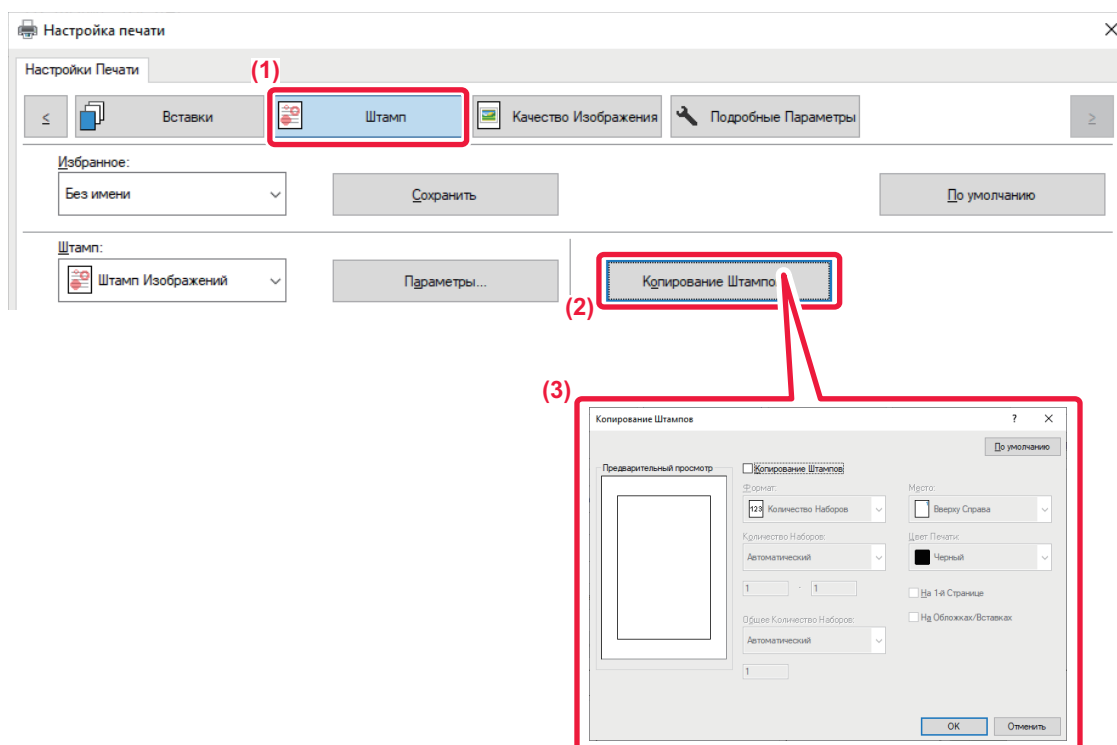 Настройка печати
Настройки Печати
(1)
<
Вставки
Штамп
Качество Изображения
Подробные Параметры
>
Избранное:
Без имени
Сохранить
По умолчанию
Штамп:
Штамп Изображений
Параметры...
Копирование Штампо
(2)
(3)
Копирование Штампов
?
По умолчанию
Предварительный просмотр
Копирование Штампов
Формат:
Место:
123 Количество Наборов
Вверху Справа
Количество Наборов:
Цвет Печати:
Автоматический
Черный
1 - 1
На 1-й Странице
Общее Количество Наборов:
На Обложках/Вставках
Автоматический
1
OK
Отменить